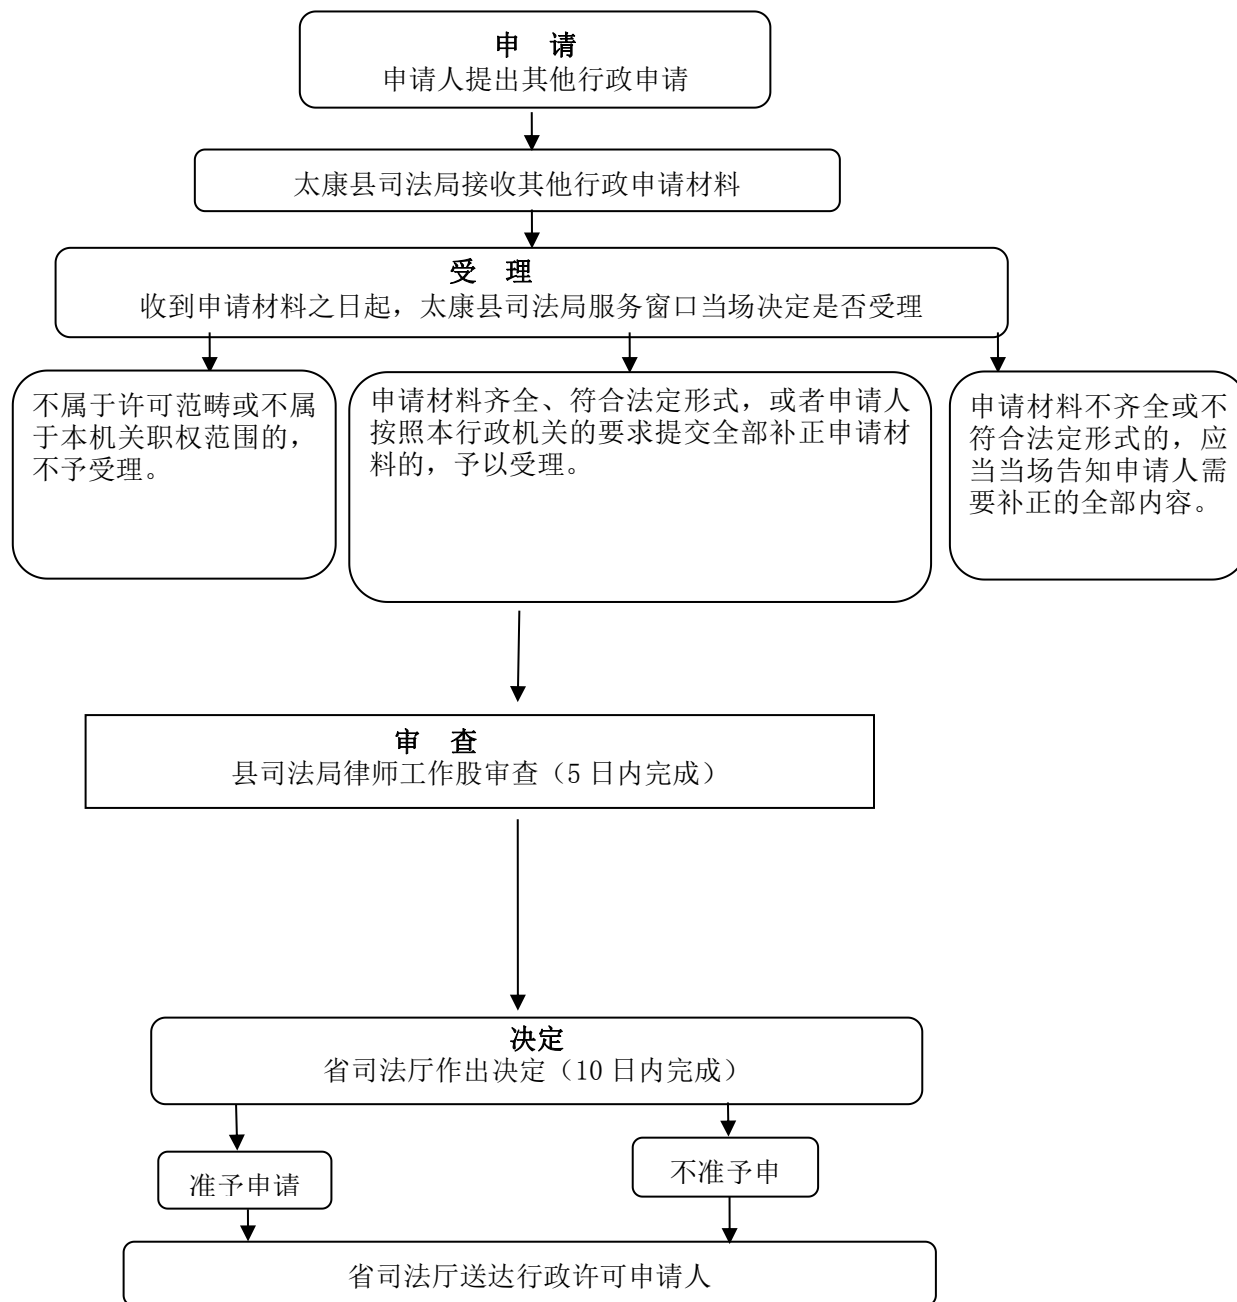 申 请
申请人提出其他行政申请
太康县司法局接收其他行政申请材料
受 理
收到申请材料之日起，太康县司法局服务窗口当场决定是否受理
不属于许可范畴或不属
于本机关职权范围的，
不予受理。
申请材料齐全、符合法定形式，或者申请人
按照本行政机关的要求提交全部补正申请材
料的，予以受理。
申请材料不齐全或不
符合法定形式的，应
当当场告知申请人需
要补正的全部内容。
审 查
县司法局律师工作股审查（5 日内完成）
决定
省司法厅作出决定（10 日内完成）
准予申请
不准予申
省司法厅送达行政许可申请人